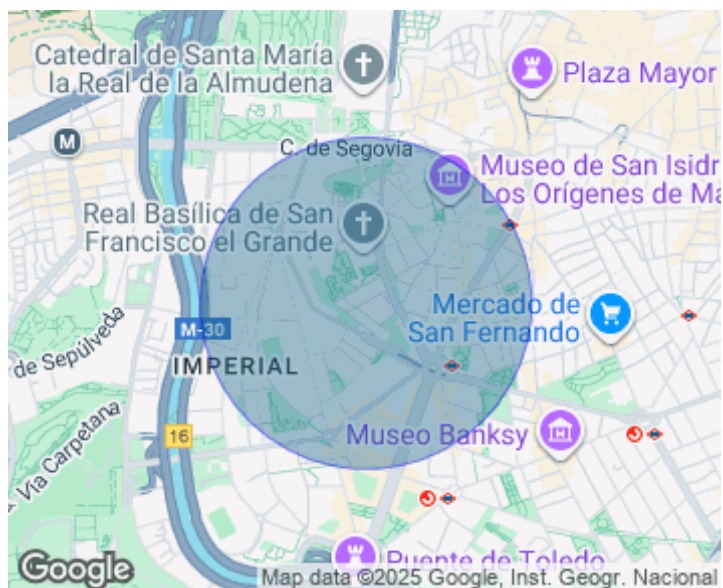 Catedral de Santa María
la Real de la Almudena
Plaza Mayor
M
C. de Segovia
Museo de San Isidr
Los Orígenes de Ma
Real Basílica de San
Francisco el Grande
Mercado de
San Fernando
M-30
de Sepúlveda
IMPERIAL
Vía Carpetana
16
Museo Banksy
Puente de Toledo
Google
Map data ©2025 Google, Inst. Geogr. Nacional